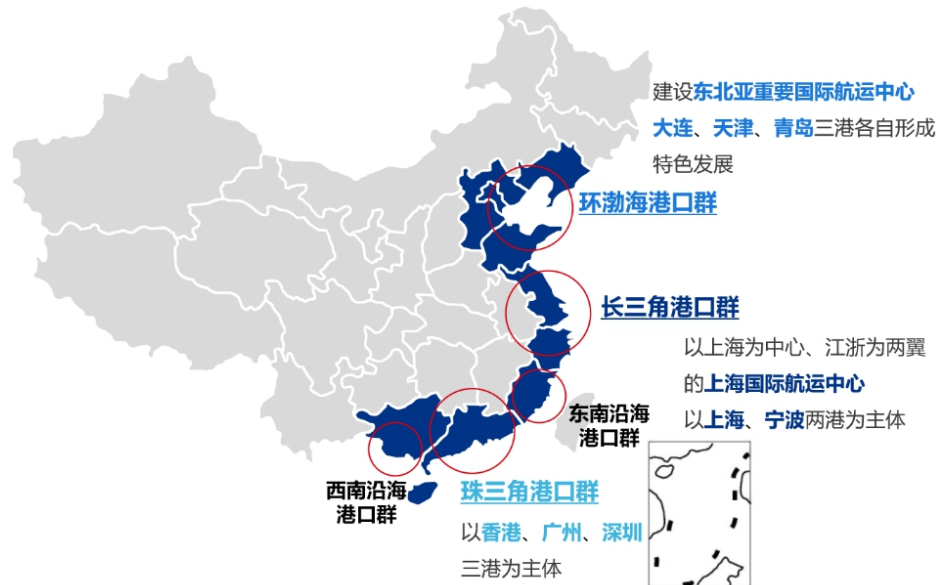 建设东北亚重要国际航运中心
大连、天津、青岛三港各自形成
特色发展
环渤海港口群
长三角港口群
以上海为中心、江浙为两翼
的上海国际航运中心
以上海、宁波两港为主体
东南沿海
港口群
西南沿海
港口群
珠三角港口群
以香港、广州、深圳
三港为主体